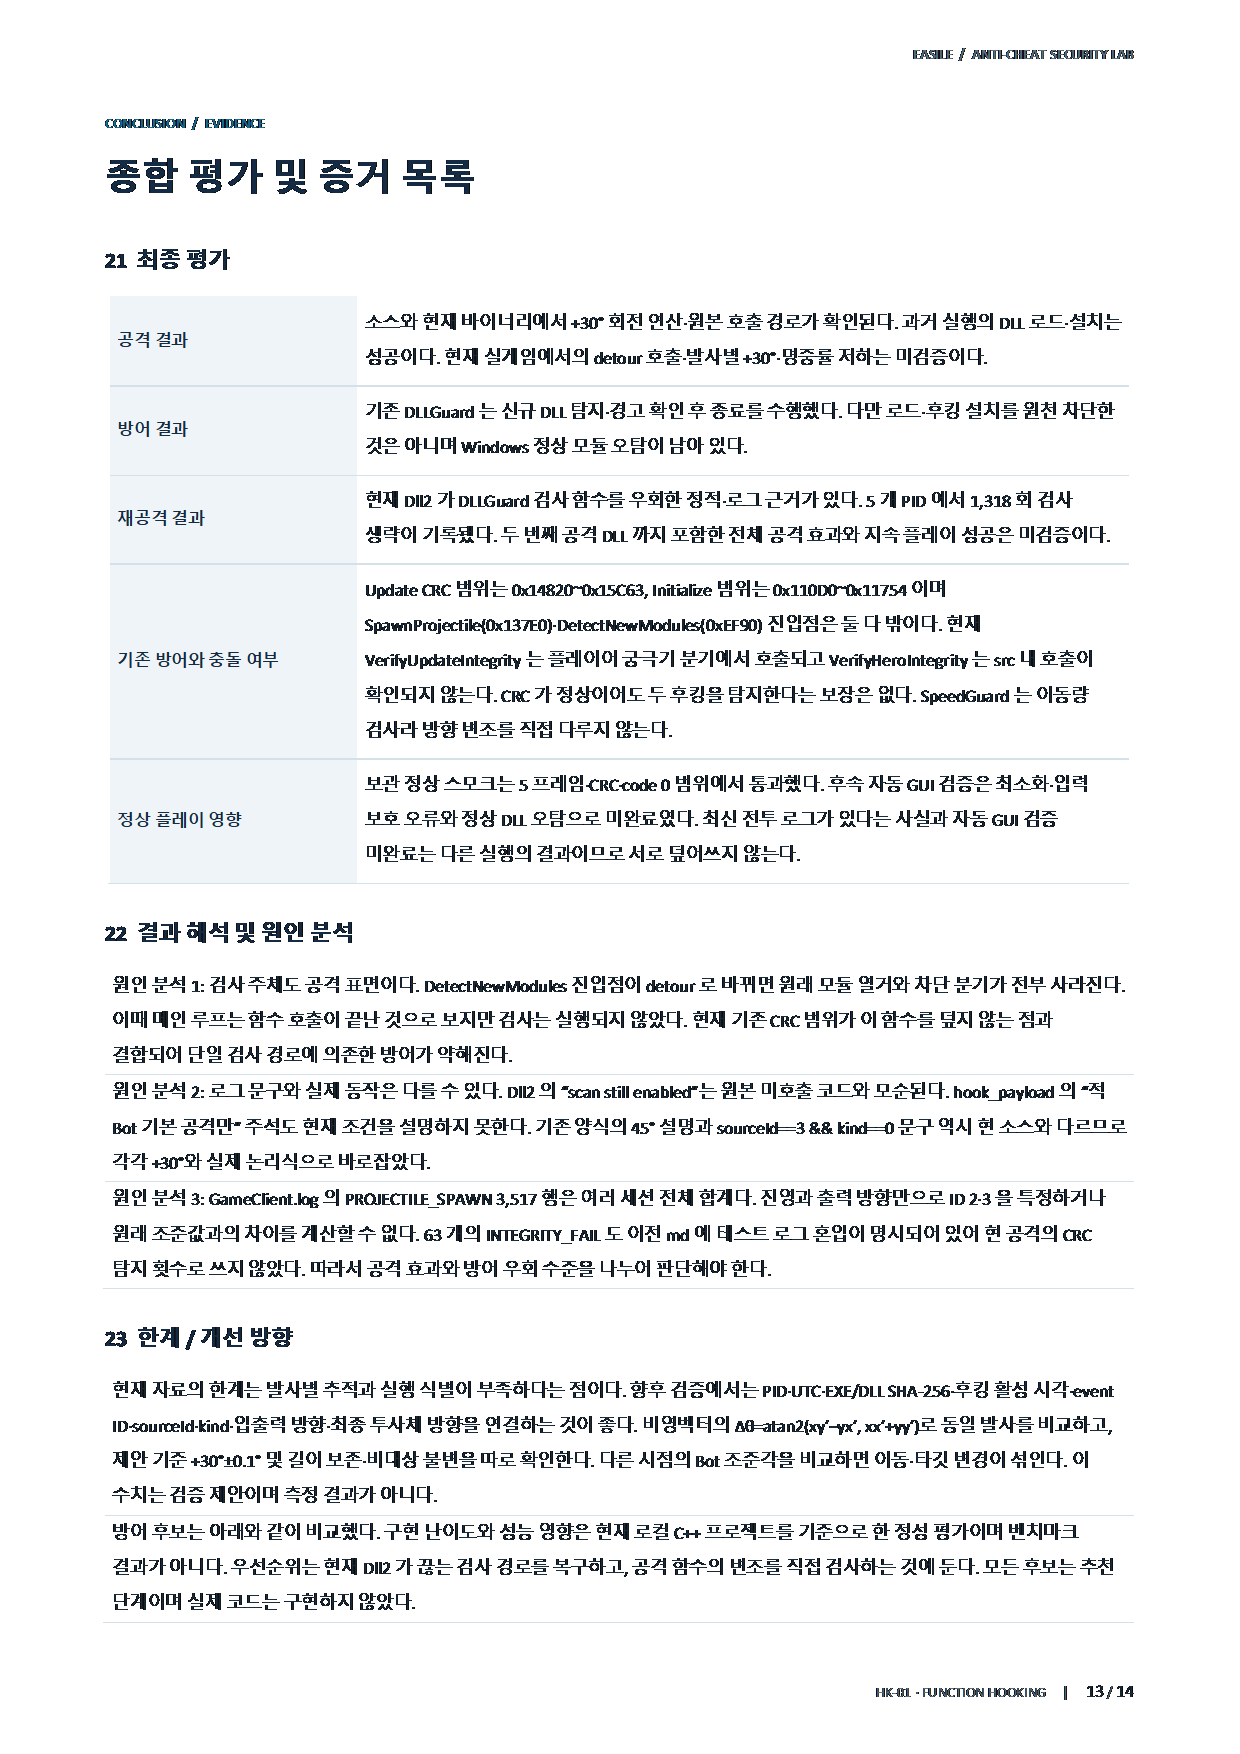 EASILE / ANTI-CHEAT SECURITY LAB
CONCLUSION / EVIDENCE
종합 평가 및 증거 목록
21 최종 평가
공격 결과
소스와 현재 바이너리에서 +30° 회전 연산·원본 호출 경로가 확인된다. 과거 실행의 DLL 로드·설치는
성공이다. 현재 실게임에서의 detour 호출·발사별 +30°·명중률 저하는 미검증이다.
방어 결과
기존 DLLGuard 는 신규 DLL 탐지·경고 확인 후 종료를 수행했다. 다만 로드·후킹 설치를 원천 차단한
것은 아니며 Windows 정상 모듈 오탐이 남아 있다.
재공격 결과
현재 Dll2 가 DLLGuard 검사 함수를 우회한 정적·로그 근거가 있다. 5 개 PID 에서 1,318 회 검사
생략이 기록됐다. 두 번째 공격 DLL 까지 포함한 전체 공격 효과와 지속 플레이 성공은 미검증이다.
기존 방어와 충돌 여부
Update CRC 범위는 0x14820~0x15C63, Initialize 범위는 0x110D0~0x11754 이며
SpawnProjectile(0x137E0)·DetectNewModules(0xEF90) 진입점은 둘 다 밖이다. 현재
VerifyUpdateIntegrity 는 플레이어 궁극기 분기에서 호출되고 VerifyHeroIntegrity 는 src 내 호출이
확인되지 않는다. CRC 가 정상이어도 두 후킹을 탐지한다는 보장은 없다. SpeedGuard 는 이동량
검사라 방향 변조를 직접 다루지 않는다.
정상 플레이 영향
보관 정상 스모크는 5 프레임·CRC·code 0 범위에서 통과했다. 후속 자동 GUI 검증은 최소화·입력
보호 오류와 정상 DLL 오탐으로 미완료였다. 최신 전투 로그가 있다는 사실과 자동 GUI 검증
미완료는 다른 실행의 결과이므로 서로 덮어쓰지 않는다.
22 결과 해석 및 원인 분석
원인 분석 1: 검사 주체도 공격 표면이다. DetectNewModules 진입점이 detour 로 바뀌면 원래 모듈 열거와 차단 분기가 전부 사라진다.
이때 메인 루프는 함수 호출이 끝난 것으로 보지만 검사는 실행되지 않았다. 현재 기존 CRC 범위가 이 함수를 덮지 않는 점과
결합되어 단일 검사 경로에 의존한 방어가 약해진다.
원인 분석 2: 로그 문구와 실제 동작은 다를 수 있다. Dll2 의 “scan still enabled”는 원본 미호출 코드와 모순된다. hook_payload 의 “적
Bot 기본 공격만” 주석도 현재 조건을 설명하지 못한다. 기존 양식의 45° 설명과 sourceId==3 && kind==0 문구 역시 현 소스와 다르므로
각각 +30°와 실제 논리식으로 바로잡았다.
원인 분석 3: GameClient.log 의 PROJECTILE_SPAWN 3,517 행은 여러 세션 전체 합계다. 진영과 출력 방향만으로 ID 2·3 을 특정하거나
원래 조준값과의 차이를 계산할 수 없다. 63 개의 INTEGRITY_FAIL 도 이전 md 에 테스트 로그 혼입이 명시되어 있어 현 공격의 CRC
탐지 횟수로 쓰지 않았다. 따라서 공격 효과와 방어 우회 수준을 나누어 판단해야 한다.
23 한계 / 개선 방향
현재 자료의 한계는 발사별 추적과 실행 식별이 부족하다는 점이다. 향후 검증에서는 PID·UTC·EXE/DLL SHA-256·후킹 활성 시각·event
ID·sourceId·kind·입출력 방향·최종 투사체 방향을 연결하는 것이 좋다. 비영벡터의 Δθ=atan2(xy′−yx′, xx′+yy′)로 동일 발사를 비교하고,
제안 기준 +30°±0.1° 및 길이 보존·비대상 불변을 따로 확인한다. 다른 시점의 Bot 조준각을 비교하면 이동·타깃 변경이 섞인다. 이
수치는 검증 제안이며 측정 결과가 아니다.
방어 후보는 아래와 같이 비교했다. 구현 난이도와 성능 영향은 현재 로컬 C++ 프로젝트를 기준으로 한 정성 평가이며 벤치마크
결과가 아니다. 우선순위는 현재 Dll2 가 끊는 검사 경로를 복구하고, 공격 함수의 변조를 직접 검사하는 것에 둔다. 모든 후보는 추천
단계이며 실제 코드는 구현하지 않았다.
HK-01 · FUNCTION HOOKING | 13 / 14